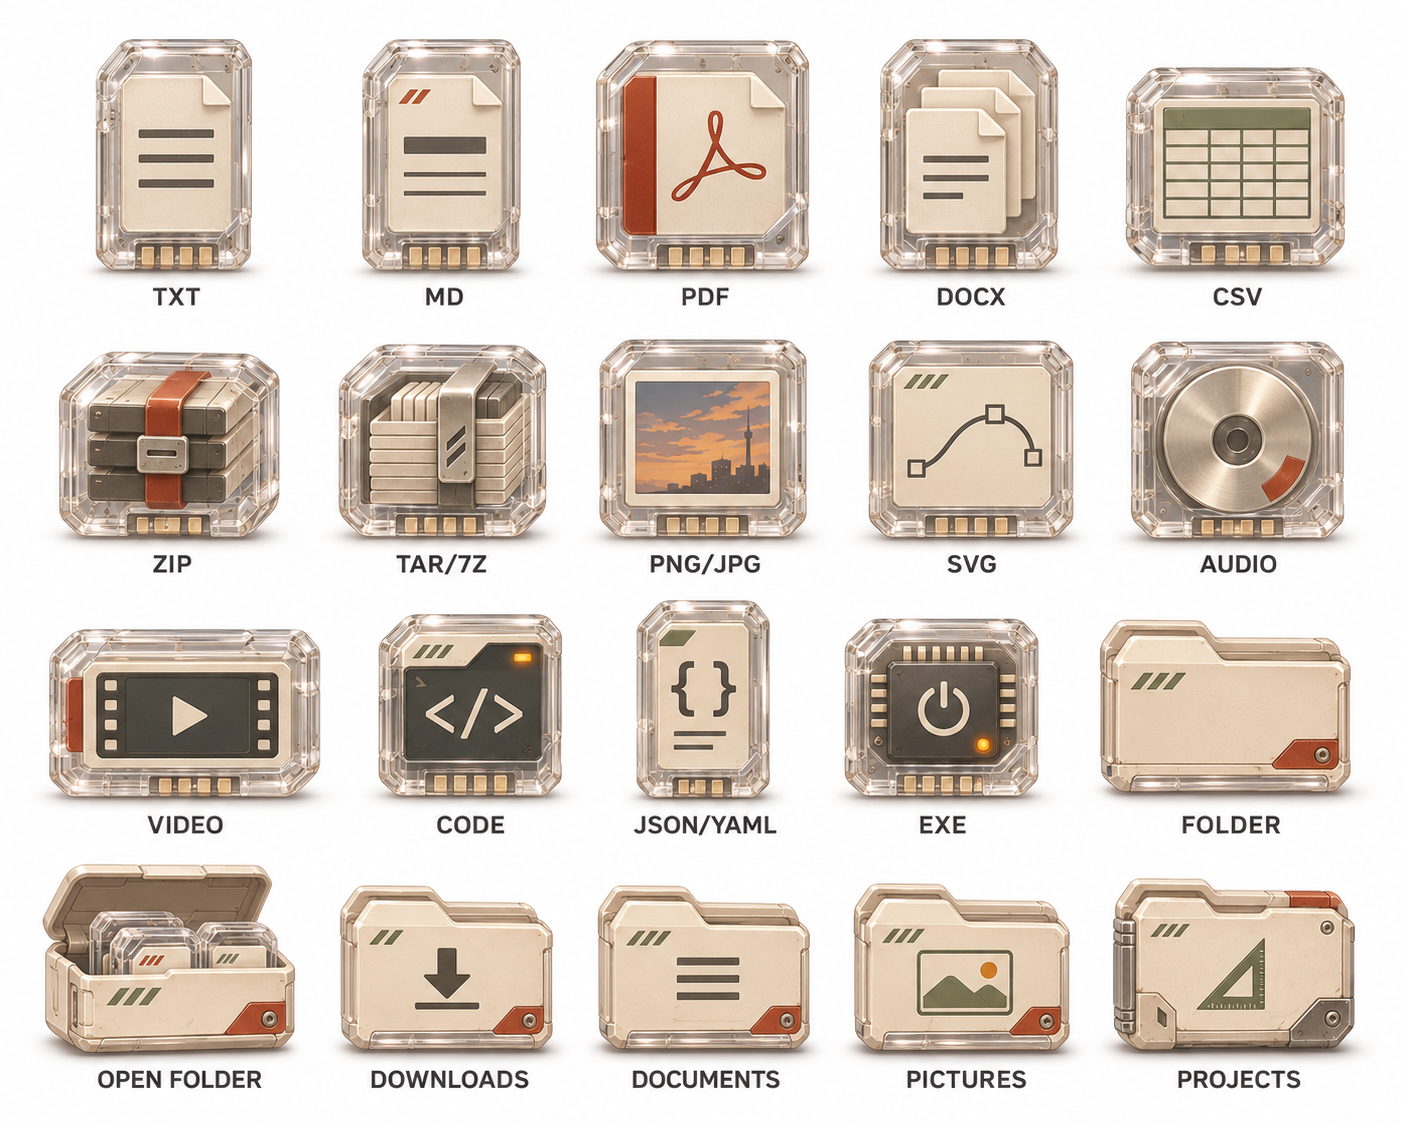 TXT
MD
PDF
DOCX
CSV
ZIP
TAR/7Z
PNG/JPG
SVG
AUDIO
VIDEO
CODE
JSON/YAML
EXE
FOLDER
OPEN FOLDER
DOWNLOADS
DOCUMENTS
PICTURES
PROJECTS